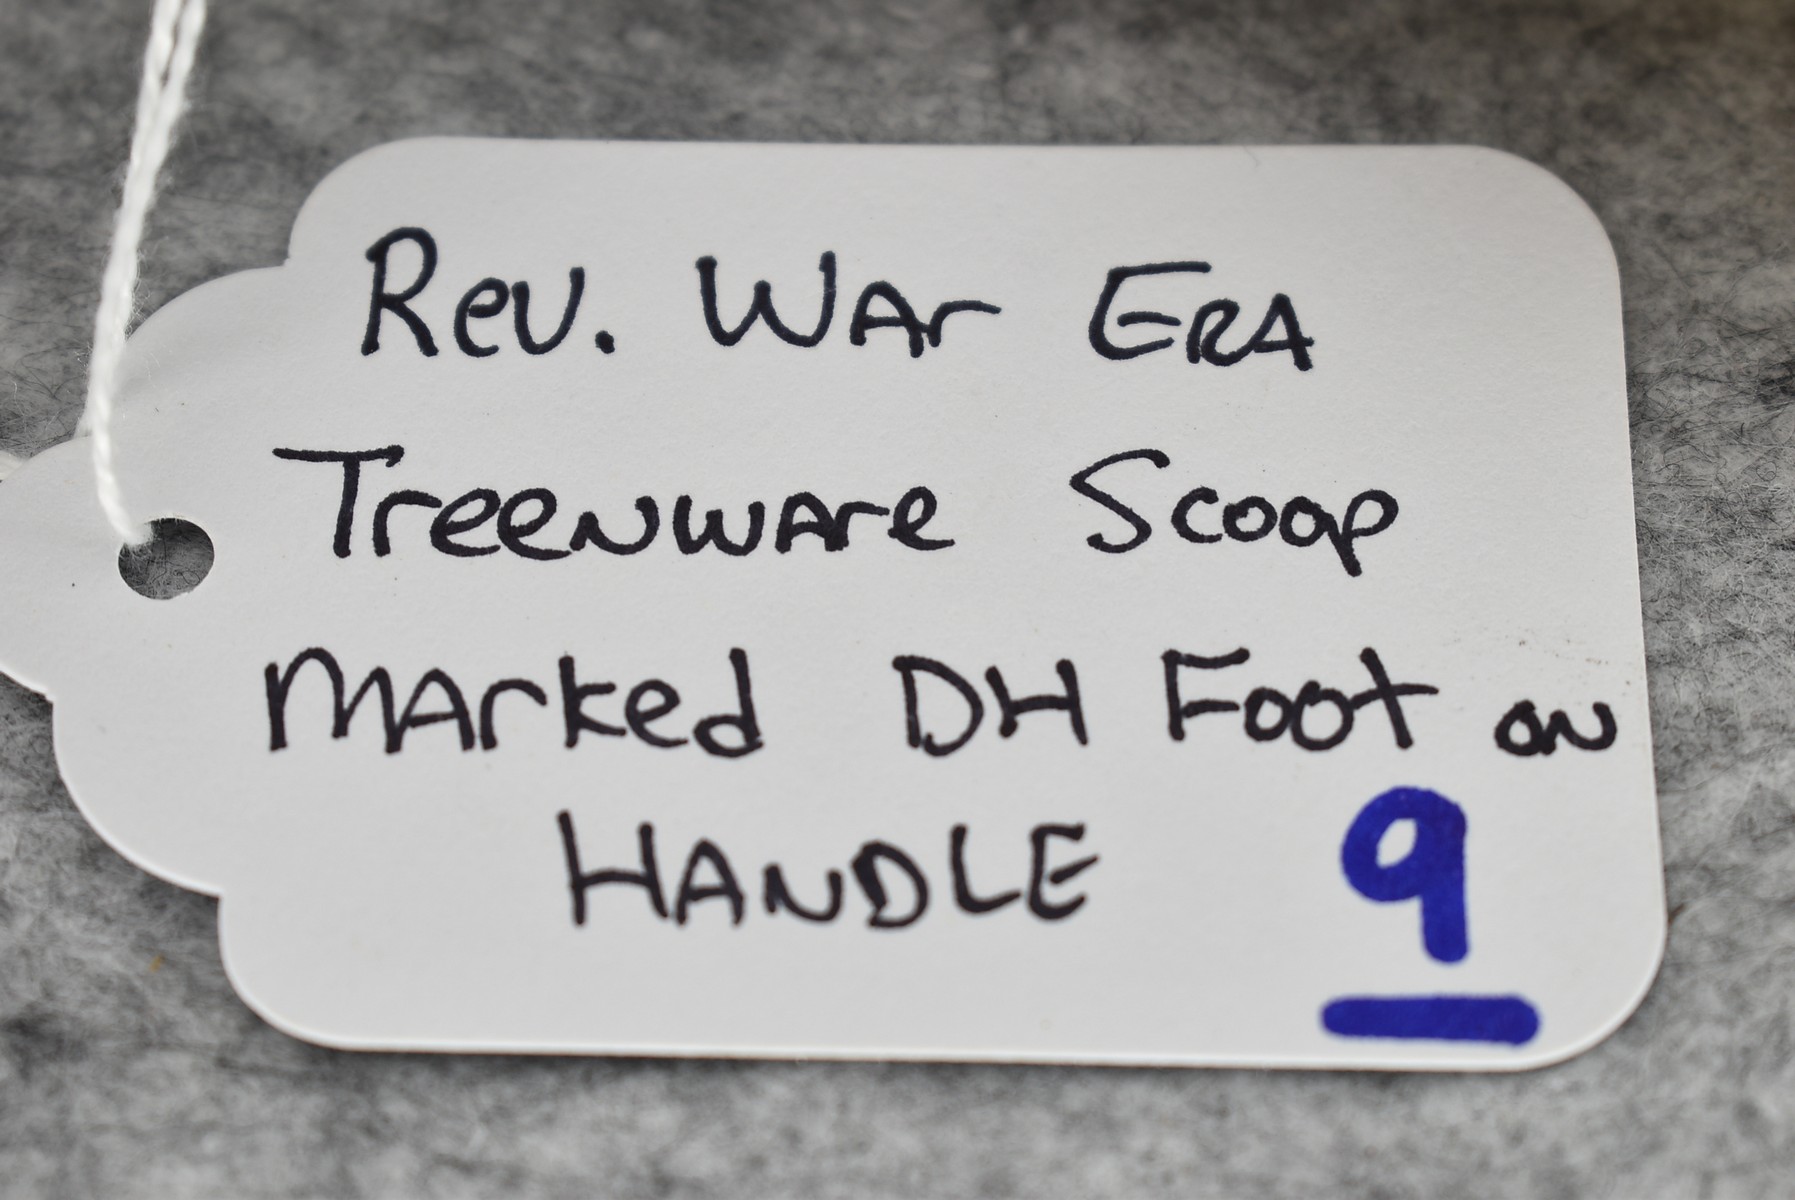 Rev. War Era
Treenware Scoop
Marked DH Foot on
HANDLE
9